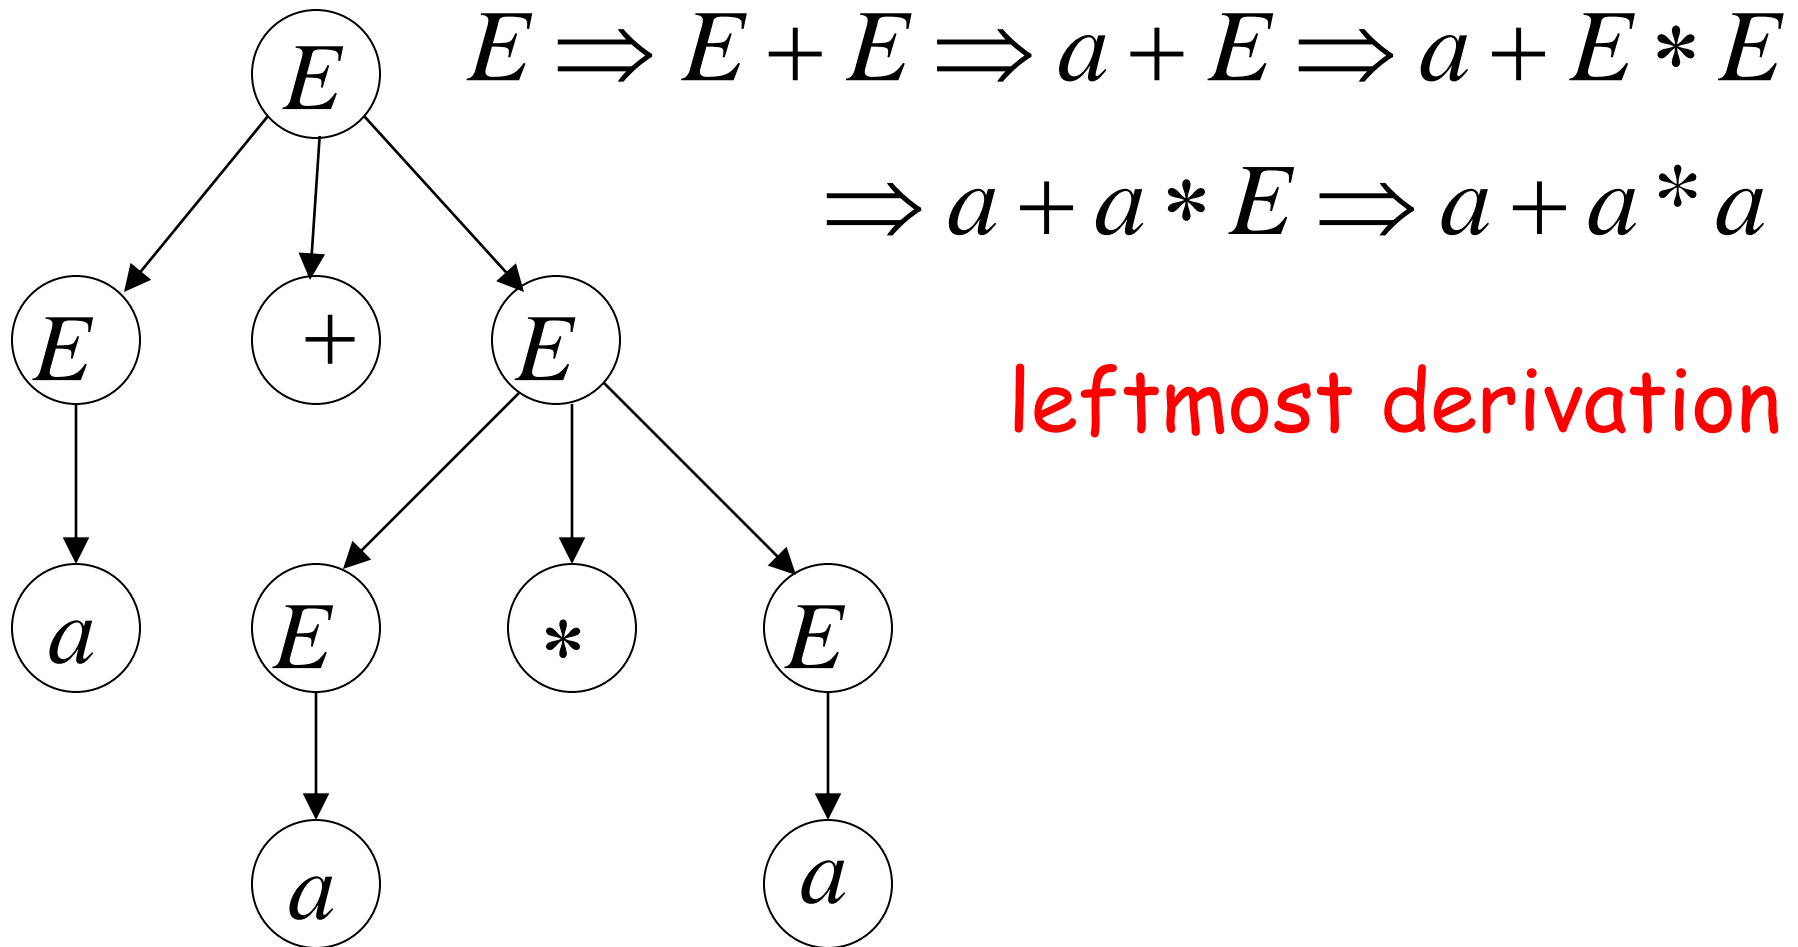 E ⇒ E + E ⇒ a + E ⇒ a + E * E
⇒ a + a * E ⇒ a + a * a
leftmost derivation
E
E + E
a E * E
a a